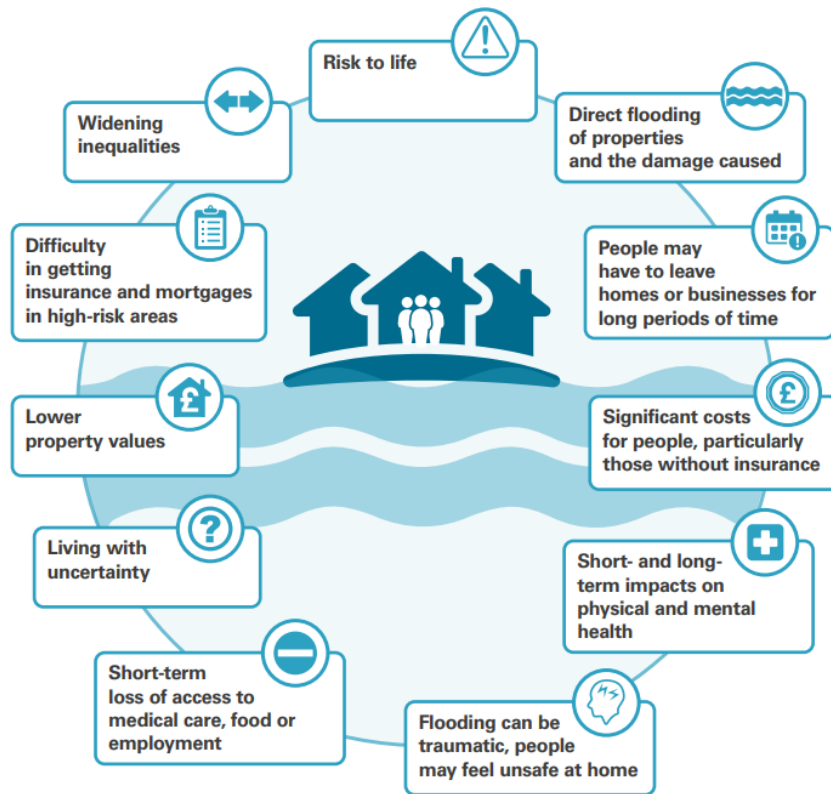 Risk to life
Direct flooding
of properties
and the damage caused
People may
have to leave
homes or businesses for
long periods of time
£
Significant costs
for people, particularly
those without insurance
Short- and long-
term impacts on
physical and mental
health
Flooding can be
traumatic, people
may feel unsafe at home
Short-term
loss of access to
medical care, food or
employment
?
Living with
uncertainty
£
Lower
property values
Difficulty
in getting
insurance and mortgages
in high-risk areas
Widening
inequalities